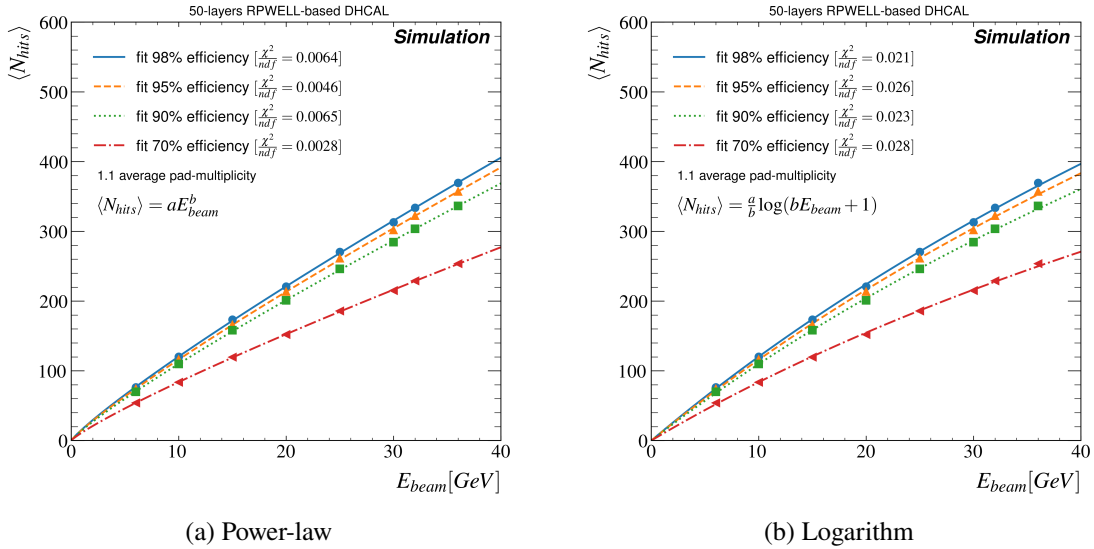 50-layers RPWELL-based DHCAL
Simulation
⟨N_hits⟩
fit 98% efficiency [χ²/ndf = 0.0064]
fit 95% efficiency [χ²/ndf = 0.0046]
fit 90% efficiency [χ²/ndf = 0.0065]
fit 70% efficiency [χ²/ndf = 0.0028]
1.1 average pad-multiplicity
⟨N_hits⟩ = aE^b_beam
600
500
400
300
200
100
0
0 10 20 30 40
E_beam[GeV]
(a) Power-law
50-layers RPWELL-based DHCAL
Simulation
⟨N_hits⟩
fit 98% efficiency [χ²/ndf = 0.021]
fit 95% efficiency [χ²/ndf = 0.026]
fit 90% efficiency [χ²/ndf = 0.023]
fit 70% efficiency [χ²/ndf = 0.028]
1.1 average pad-multiplicity
⟨N_hits⟩ = a/b log(bE_beam + 1)
600
500
400
300
200
100
0
0 10 20 30 40
E_beam[GeV]
(b) Logarithm